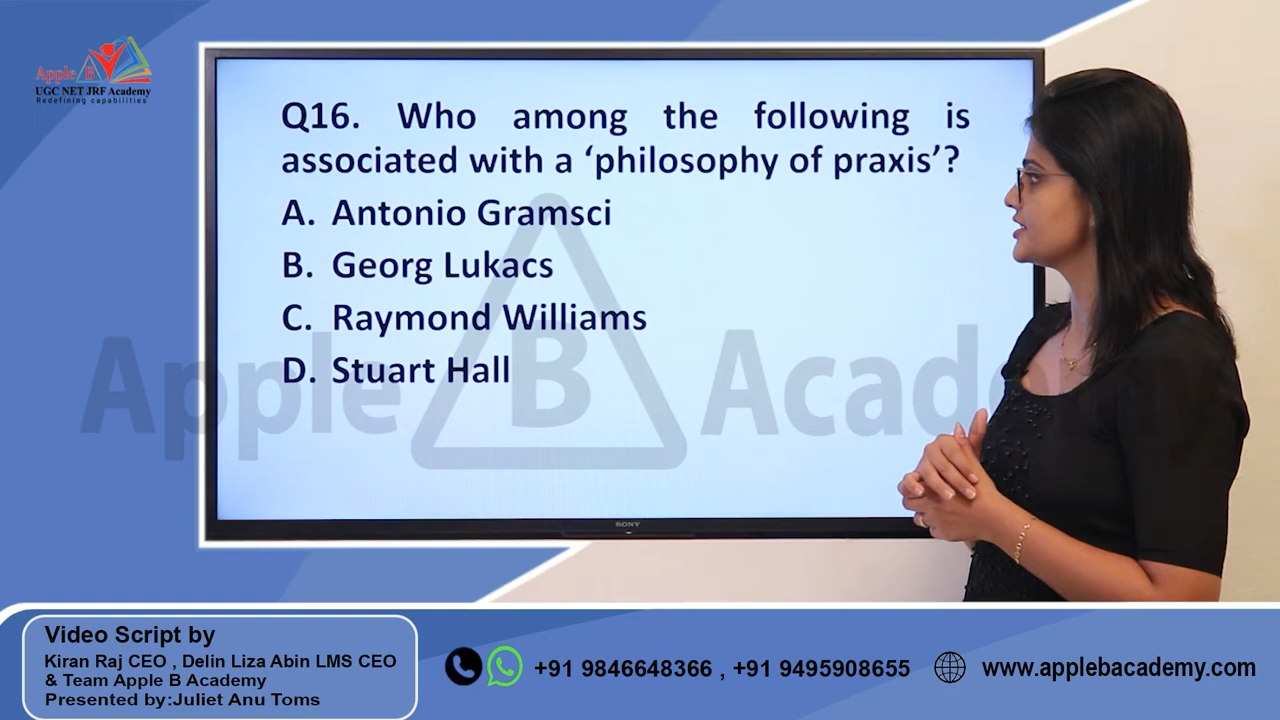 Apple B
UGC NET JRF Academy
Redefining capabilities
Q16. Who among the following is
associated with a ‘philosophy of praxis’?
A. Antonio Gramsci
B. Georg Lukacs
C. Raymond Williams
D. Stuart Hall
Apple B Academy
SONY
Video Script by
Kiran Raj CEO , Delin Liza Abin LMS CEO
& Team Apple B Academy
Presented by:Juliet Anu Toms
+91 9846648366 , +91 9495908655
www.applebacademy.com